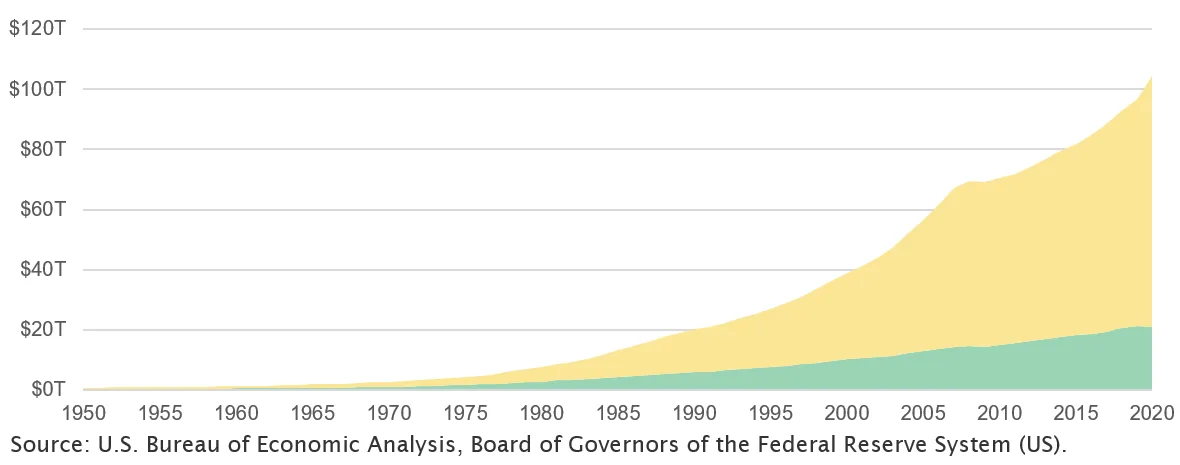 $120T
$100T
$80T
$60T
$40T
$20T
$0T
1950 1955 1960 1965 1970 1975 1980 1985 1990 1995 2000 2005 2010 2015 2020
Source: U.S. Bureau of Economic Analysis, Board of Governors of the Federal Reserve System (US).